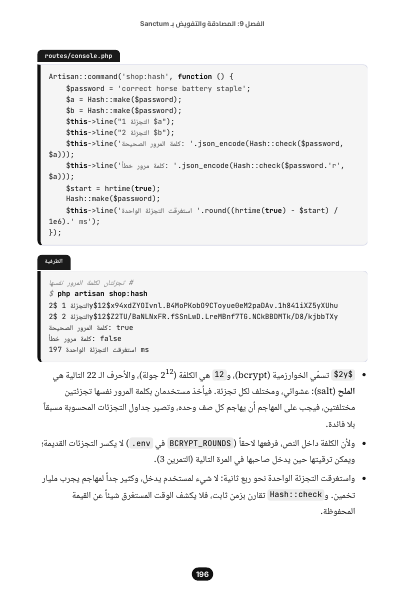 الفصل 9: المصادقة والتفويض بـ Sanctum
routes/console.php
Artisan::command('shop:hash', function () {
$password = 'correct horse battery staple';
$a = Hash::make($password);
$b = Hash::make($password);
$this->line("التجزئة 1 $a");
$this->line("التجزئة 2 $b");
$this->line('كلمة المرور الصحيحة: '.json_encode(Hash::check($password,
$a)));
$this->line('كلمة مرور خطأ: '.json_encode(Hash::check($password.'r',
$a)));
$start = hrtime(true);
Hash::make($password);
$this->line('استغرقت التجزئة الواحدة '.round((hrtime(true) - $start) /
1e6).' ms');
});
الطرفية
# تجزئتان لكلمة المرور نفسها
$ php artisan shop:hash
التجزئة 1 $2y$12$x94xdZYOIvnl.B4MoPKobO9CToyue0eM2paDAv.1h841iXZ5yXUhu
التجزئة 2 $2y$12$Z2TU/BaNLNxFR.fSSnLmD.LreMBnf7TG.NCkBBDMTk/D8/kjbbTXy
كلمة المرور الصحيحة: true
كلمة مرور خطأ: false
استغرقت التجزئة الواحدة 197 ms
• $2y$ تسمّي الخوارزمية (bcrypt)، و 12 هي الكلفة (2^12 جولة)، والأحرف الـ 22 التالية هي
الملح (salt): عشوائي، ومختلف لكل تجزئة. فيأخذ مستخدمان بكلمة المرور نفسها تجزئتين
مختلفتين، فيجب على المهاجم أن يهاجم كل صف وحده، وتصير جداول التجزئات المحسوبة مسبقاً
بلا فائدة.
• ولأن الكلفة داخل النص، فرفعها لاحقاً ( BCRYPT_ROUNDS في .env ) لا يكسر التجزئات القديمة؛
ويمكن ترقيتها حين يدخل صاحبها في المرة التالية (التمرين 3).
• واستغرقت التجزئة الواحدة نحو ربع ثانية: لا شيء لمستخدم يدخل، وكثير جداً لمهاجم يجرب مليار
تخمين. و Hash::check تقارن بزمن ثابت، فلا يكشف الوقت المستغرق شيئاً عن القيمة
المحفوظة.
196